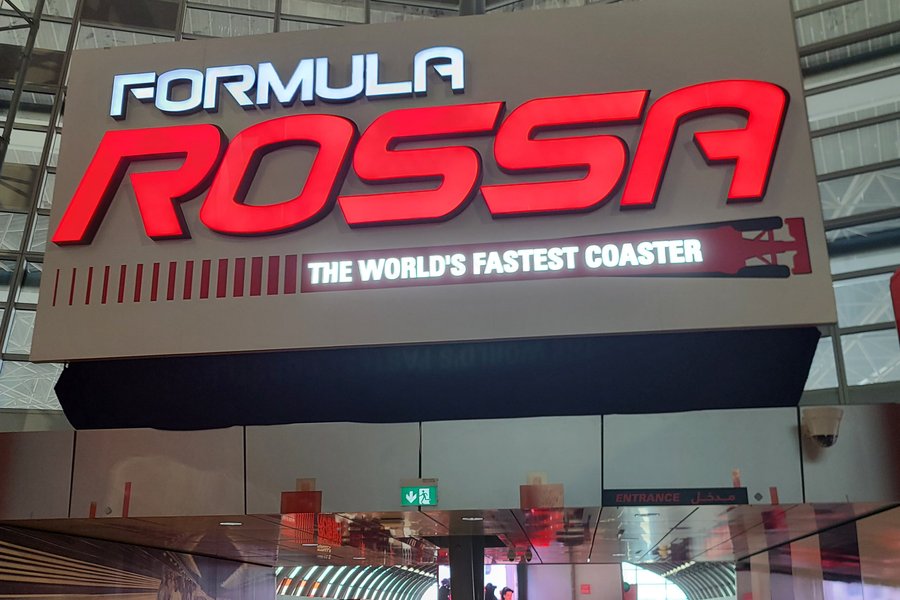 FORMULA
ROSSA
THE WORLD'S FASTEST COASTER
ENTRANCE مدخل